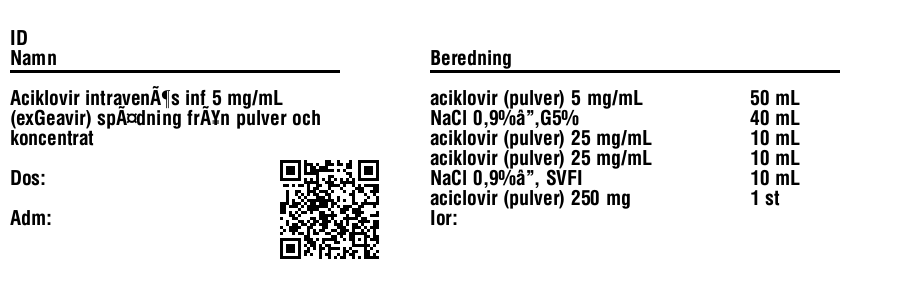 ID
Namn
Aciklovir intravenÃ¶s inf 5 mg/mL
(exGeavir) spÃ¤dning frÃ¥n pulver och
koncentrat
Dos:
Adm:
Beredning
aciklovir (pulver) 5 mg/mL 50 mL
NaCl 0,9%â”,G5% 40 mL
aciklovir (pulver) 25 mg/mL 10 mL
aciklovir (pulver) 25 mg/mL 10 mL
NaCl 0,9%â”, SVFI 10 mL
aciclovir (pulver) 250 mg 1 st
lor: